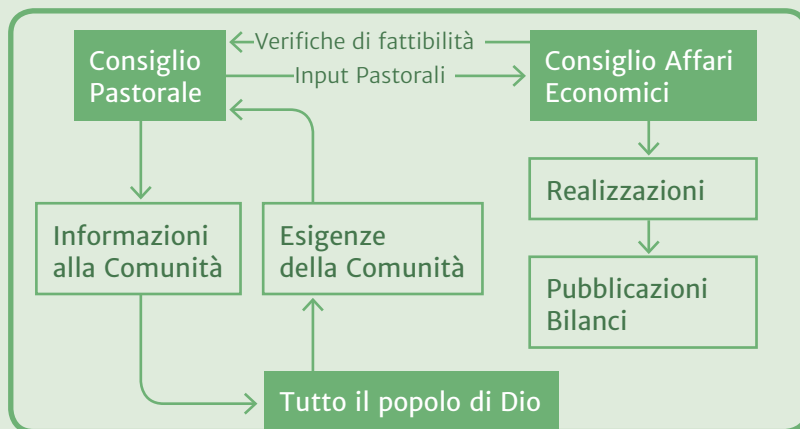 Consiglio
Pastorale
Verifiche di fattibilità
Input Pastorali
Consiglio Affari
Economici
Informazioni
alla Comunità
Esigenze
della Comunità
Realizzazioni
Pubblicazioni
Bilanci
Tutto il popolo di Dio